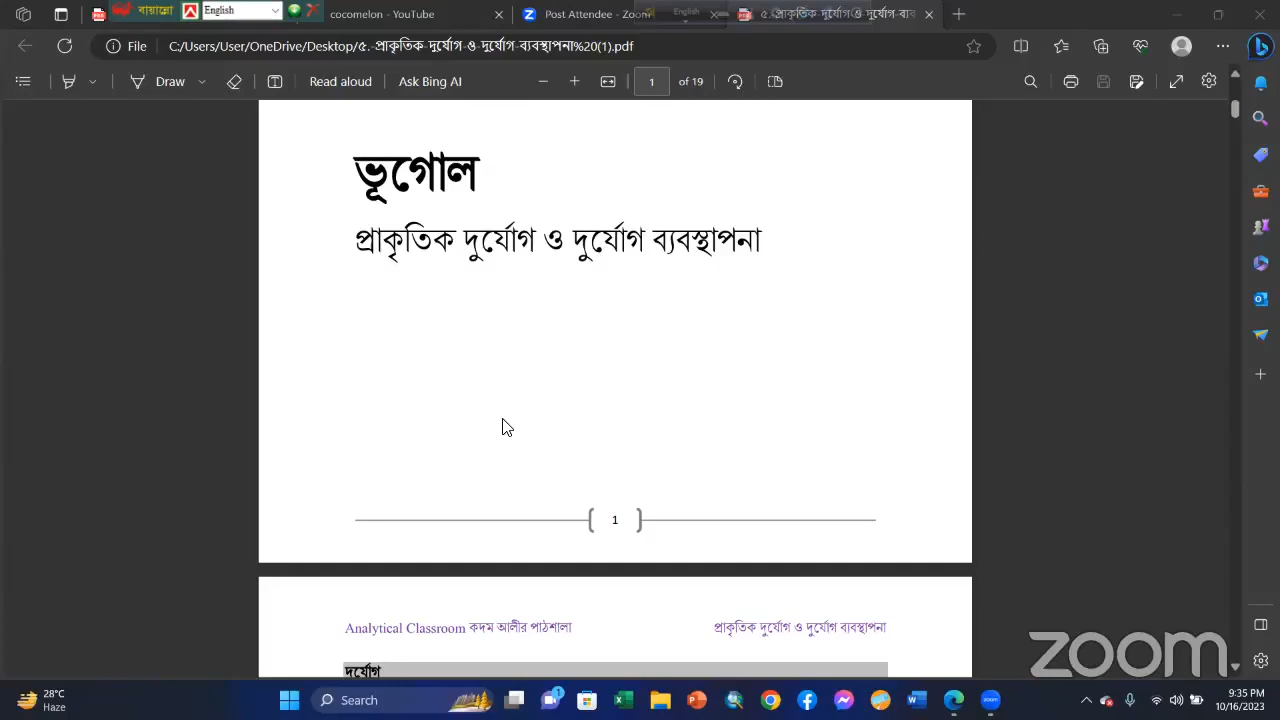 বায়ান্নো English
cocomelon - YouTube
Post Attendee - Zoom
English
৫. প্রাকৃতিক দুর্যোগ ও দুর্যোগ-ব্য
File C:/Users/User/OneDrive/Desktop/৫.-প্রাকৃতিক দুর্যোগ ও দুর্যোগ-ব্যবস্থাপনা%20(1).pdf
Draw Read aloud Ask Bing AI 1 of 19
ভূগোল
প্রাকৃতিক দুর্যোগ ও দুর্যোগ ব্যবস্থাপনা
1
Analytical Classroom কদম আলীর পাঠশালা প্রাকৃতিক দুর্যোগ ও দুর্যোগ ব্যবস্থাপনা
দুর্যোগ
zoom
28°C
Haze
Search
9:35 PM
10/16/2023